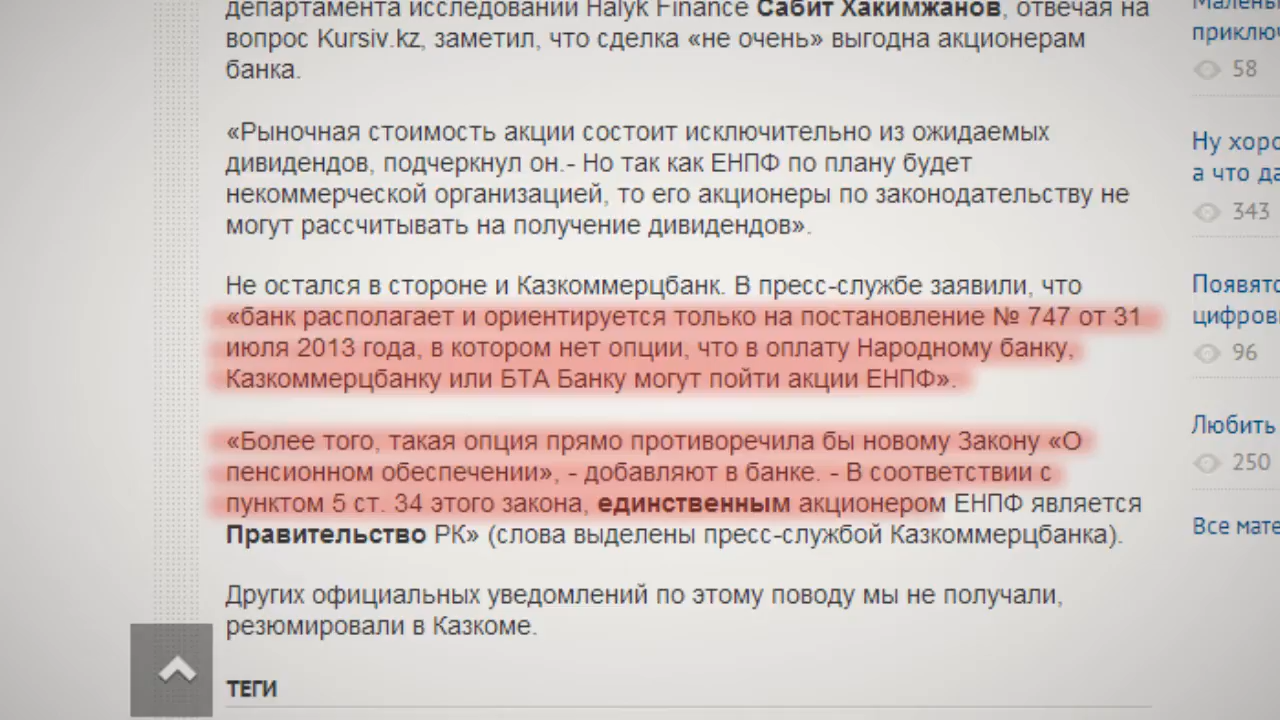 департамента исследований Halyk Finance Сабит Хакимжанов, отвечая на
вопрос Kursiv.kz, заметил, что сделка «не очень» выгодна акционерам
банка.
«Рыночная стоимость акции состоит исключительно из ожидаемых
дивидендов, подчеркнул он.- Но так как ЕНПФ по плану будет
некоммерческой организацией, то его акционеры по законодательству не
могут рассчитывать на получение дивидендов».
Не остался в стороне и Казкоммерцбанк. В пресс-службе заявили, что
«банк располагает и ориентируется только на постановление № 747 от 31
июля 2013 года, в котором нет опции, что в оплату Народному банку,
Казкоммерцбанку или БТА Банку могут пойти акции ЕНПФ».
«Более того, такая опция прямо противоречила бы новому Закону «О
пенсионном обеспечении», - добавляют в банке. - В соответствии с
пунктом 5 ст. 34 этого закона, единственным акционером ЕНПФ является
Правительство РК» (слова выделены пресс-службой Казкоммерцбанка).
Других официальных уведомлений по этому поводу мы не получали,
резюмировали в Казкоме.
ТЕГИ
58
Ну
а что
343
96
Любить
250
Все